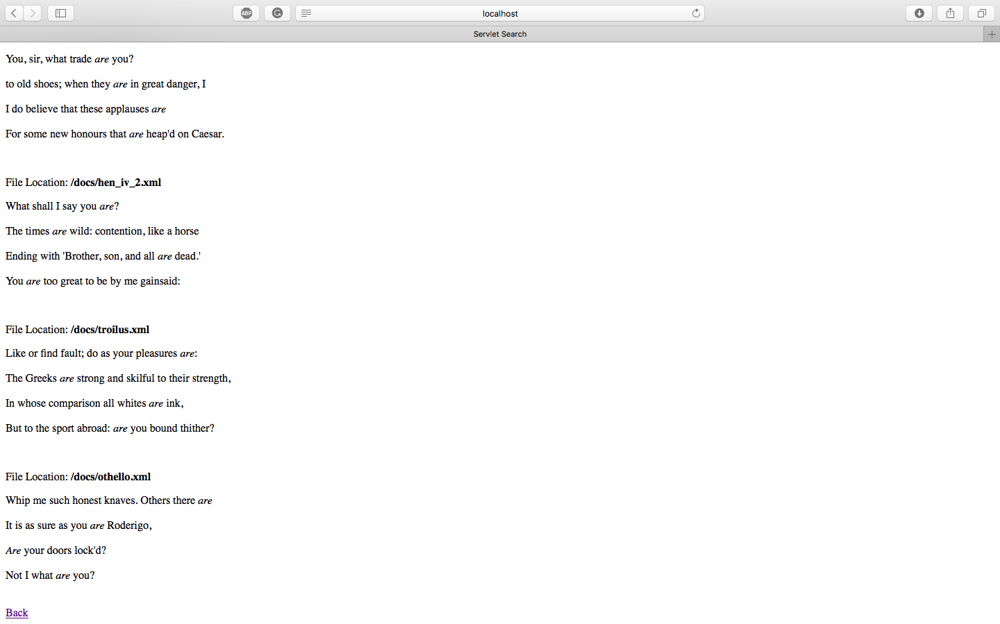 ABP
localhost
Servlet Search
You, sir, what trade are you?
to old shoes; when they are in great danger, I
I do believe that these applauses are
For some new honours that are heap'd on Caesar.
File Location: /docs/hen_iv_2.xml
What shall I say you are?
The times are wild: contention, like a horse
Ending with 'Brother, son, and all are dead.'
You are too great to be by me gainsaid:
File Location: /docs/troilus.xml
Like or find fault; do as your pleasures are:
The Greeks are strong and skilful to their strength,
In whose comparison all whites are ink,
But to the sport abroad: are you bound thither?
File Location: /docs/othello.xml
Whip me such honest knaves. Others there are
It is as sure as you are Roderigo,
Are your doors lock'd?
Not I what are you?
Back